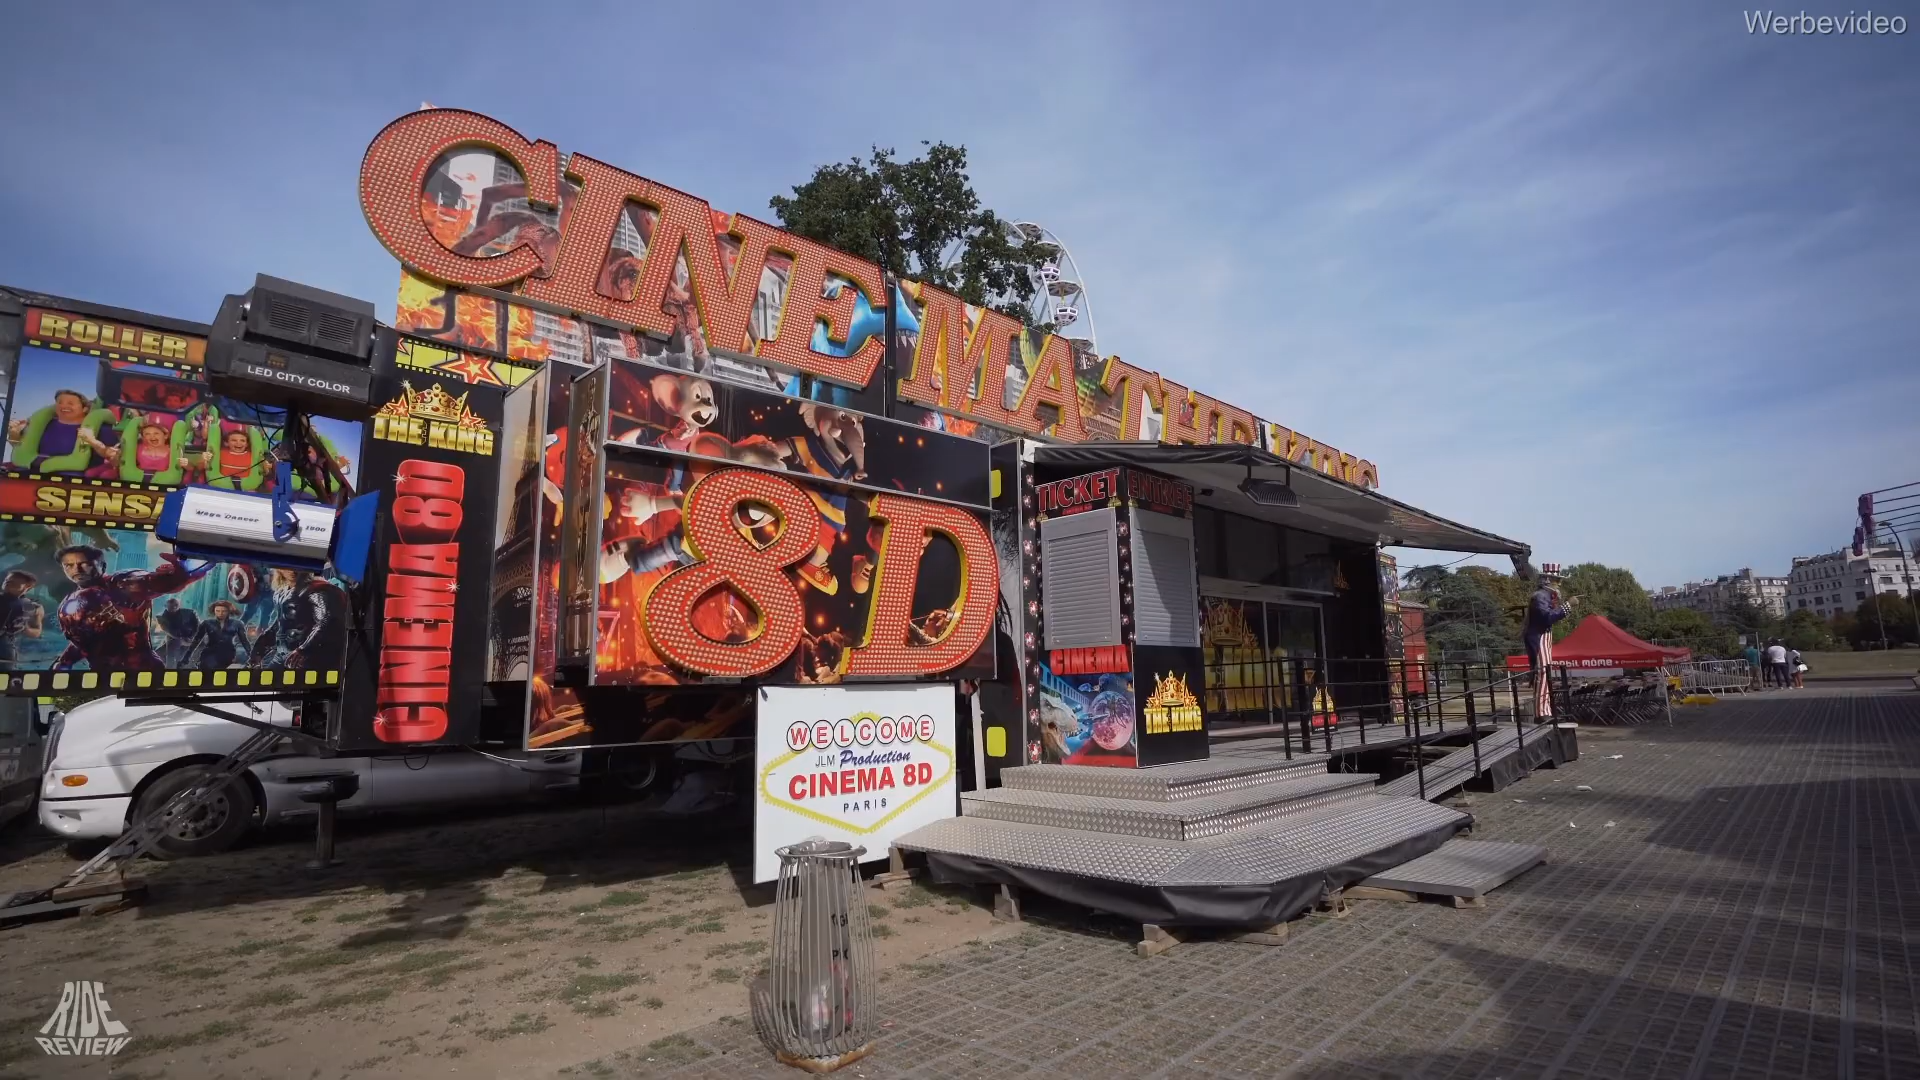 Werbevideo
CINEMA THE KING
ROLLER
LED CITY COLOR
THE KING
SENSA
CINEMA 8D
8D
TICKET
ENTREE
CINEMA
THE KING
WELCOME
JLM Production
CINEMA 8D
PARIS
RIDE
REVIEW